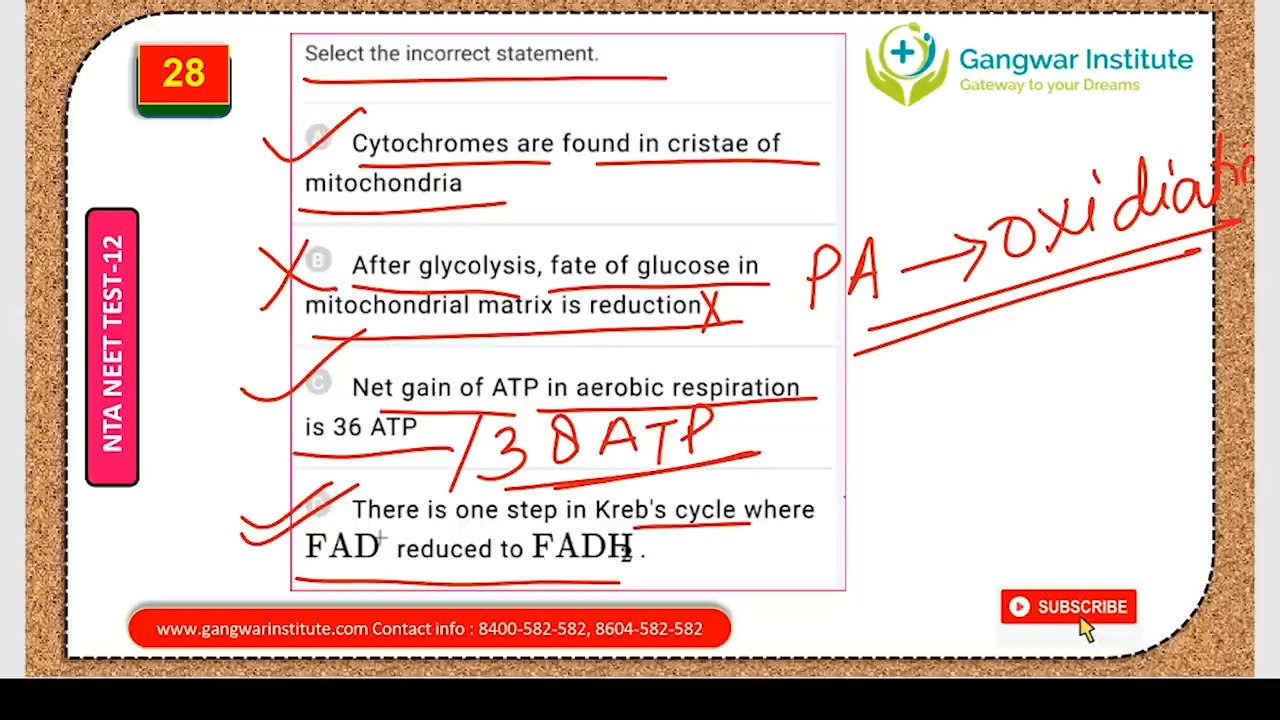 28
Select the incorrect statement.
Gangwar Institute
Gateway to your Dreams
A Cytochromes are found in cristae of
mitochondria
B After glycolysis, fate of glucose in
mitochondrial matrix is reduction X
PA → oxidiati
C Net gain of ATP in aerobic respiration
is 36 ATP / 38 ATP
There is one step in Kreb's cycle where
FAD+ reduced to FADH2 .
NTA NEET TEST-12
www.gangwarinstitute.com Contact info : 8400-582-582, 8604-582-582
SUBSCRIBE